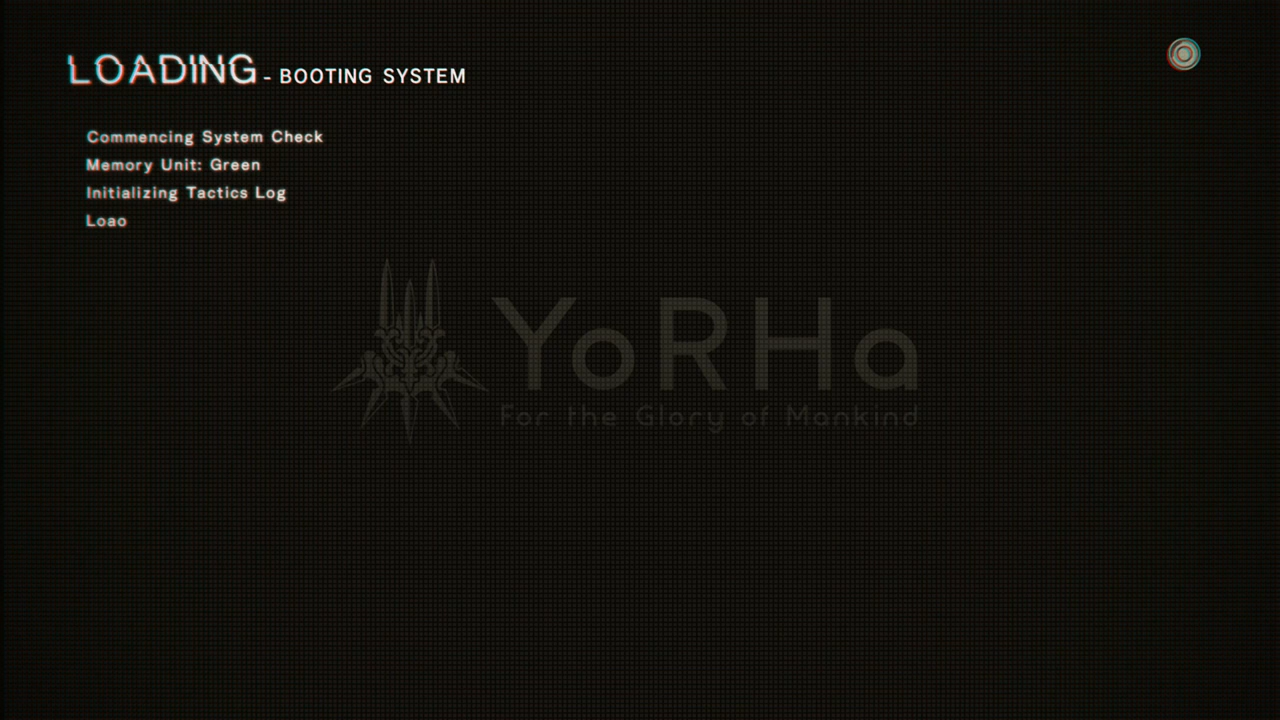 LOADING - BOOTING SYSTEM
Commencing System Check
Memory Unit: Green
Initializing Tactics Log
Loao
YoRHa
For the Glory of Mankind